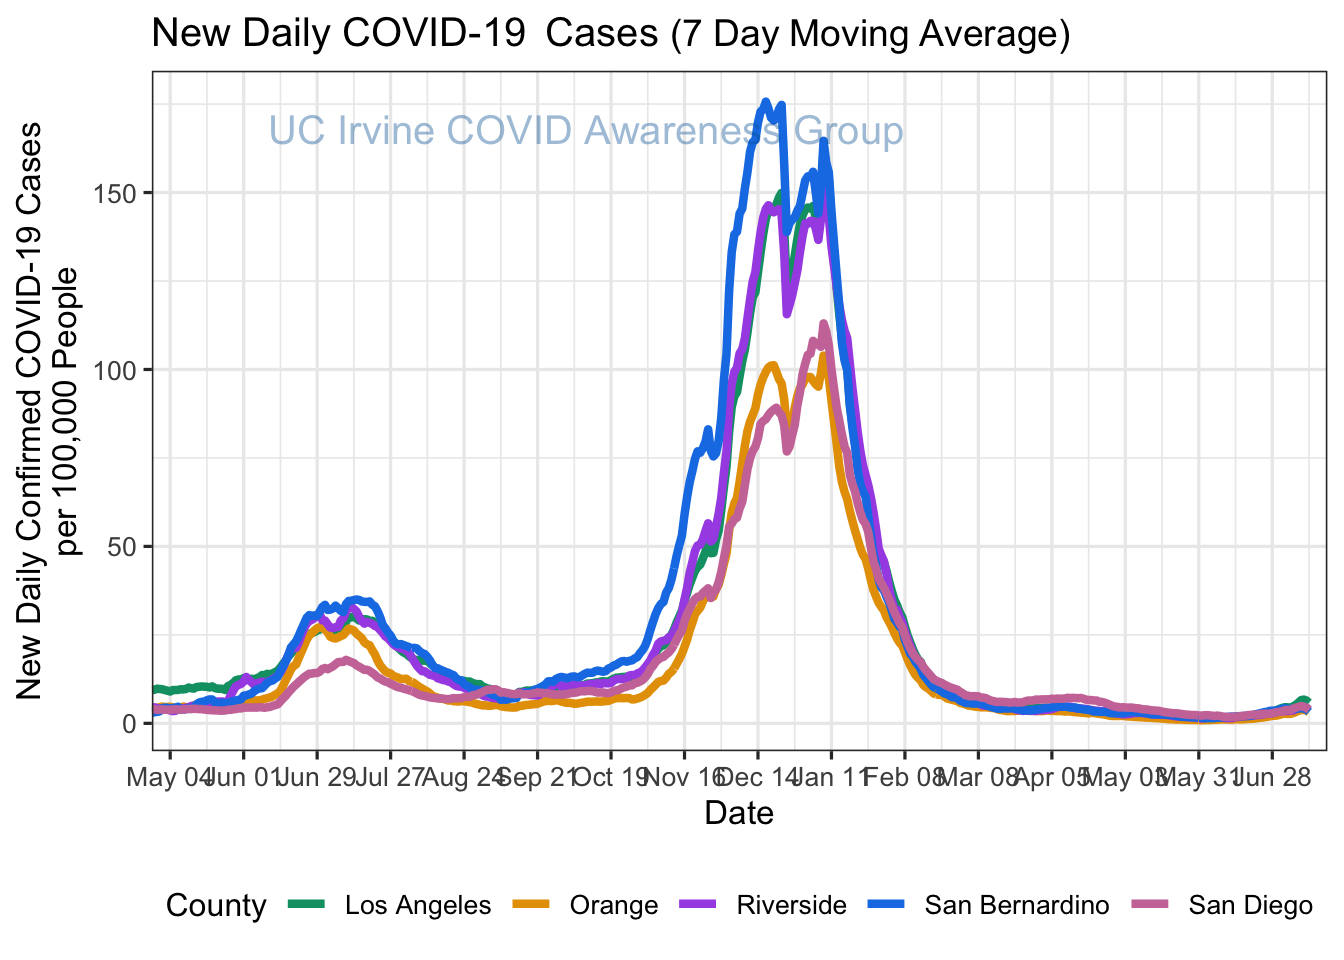 New Daily COVID-19  Cases (7 Day Moving Average)
UC Irvine COVID Awareness Group
New Daily Confirmed COVID-19 Cases
per 100,000 People
150
100
50
0
May 04 Jun 01 Jun 29 Jul 27 Aug 24 Sep 21 Oct 19 Nov 16 Dec 14 Jan 11 Feb 08 Mar 08 Apr 05 May 03 May 31 Jun 28
Date
County Los Angeles Orange Riverside San Bernardino San Diego